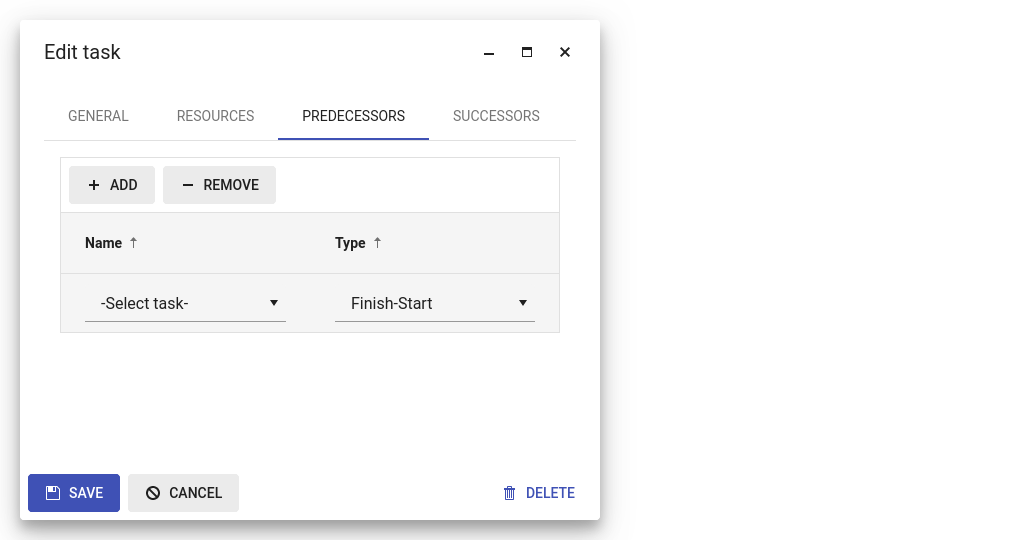 Edit task
GENERAL RESOURCES PREDECESSORS SUCCESSORS
ADD REMOVE
Name Type
-Select task- Finish-Start
SAVE CANCEL DELETE